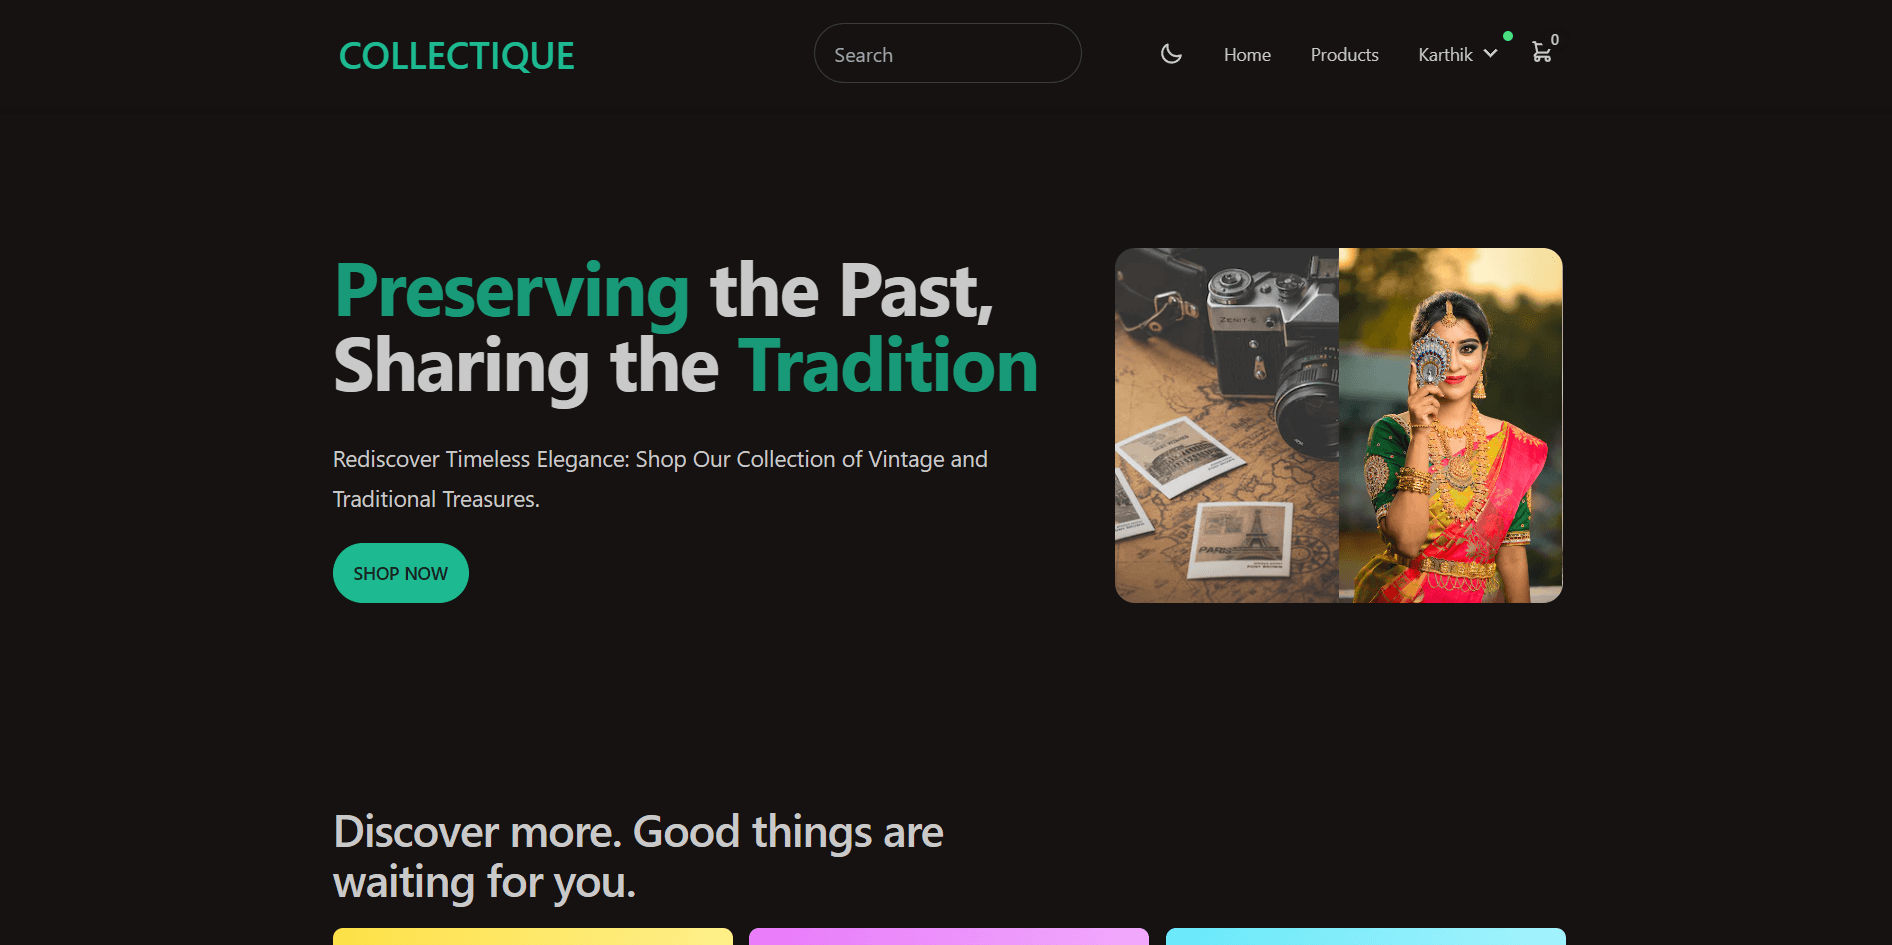 COLLECTIQUE
Search
Home
Products
Karthik
0
Preserving the Past,
Sharing the Tradition
Rediscover Timeless Elegance: Shop Our Collection of Vintage and
Traditional Treasures.
SHOP NOW
ZENIT-E
PARIS
Discover more. Good things are
waiting for you.